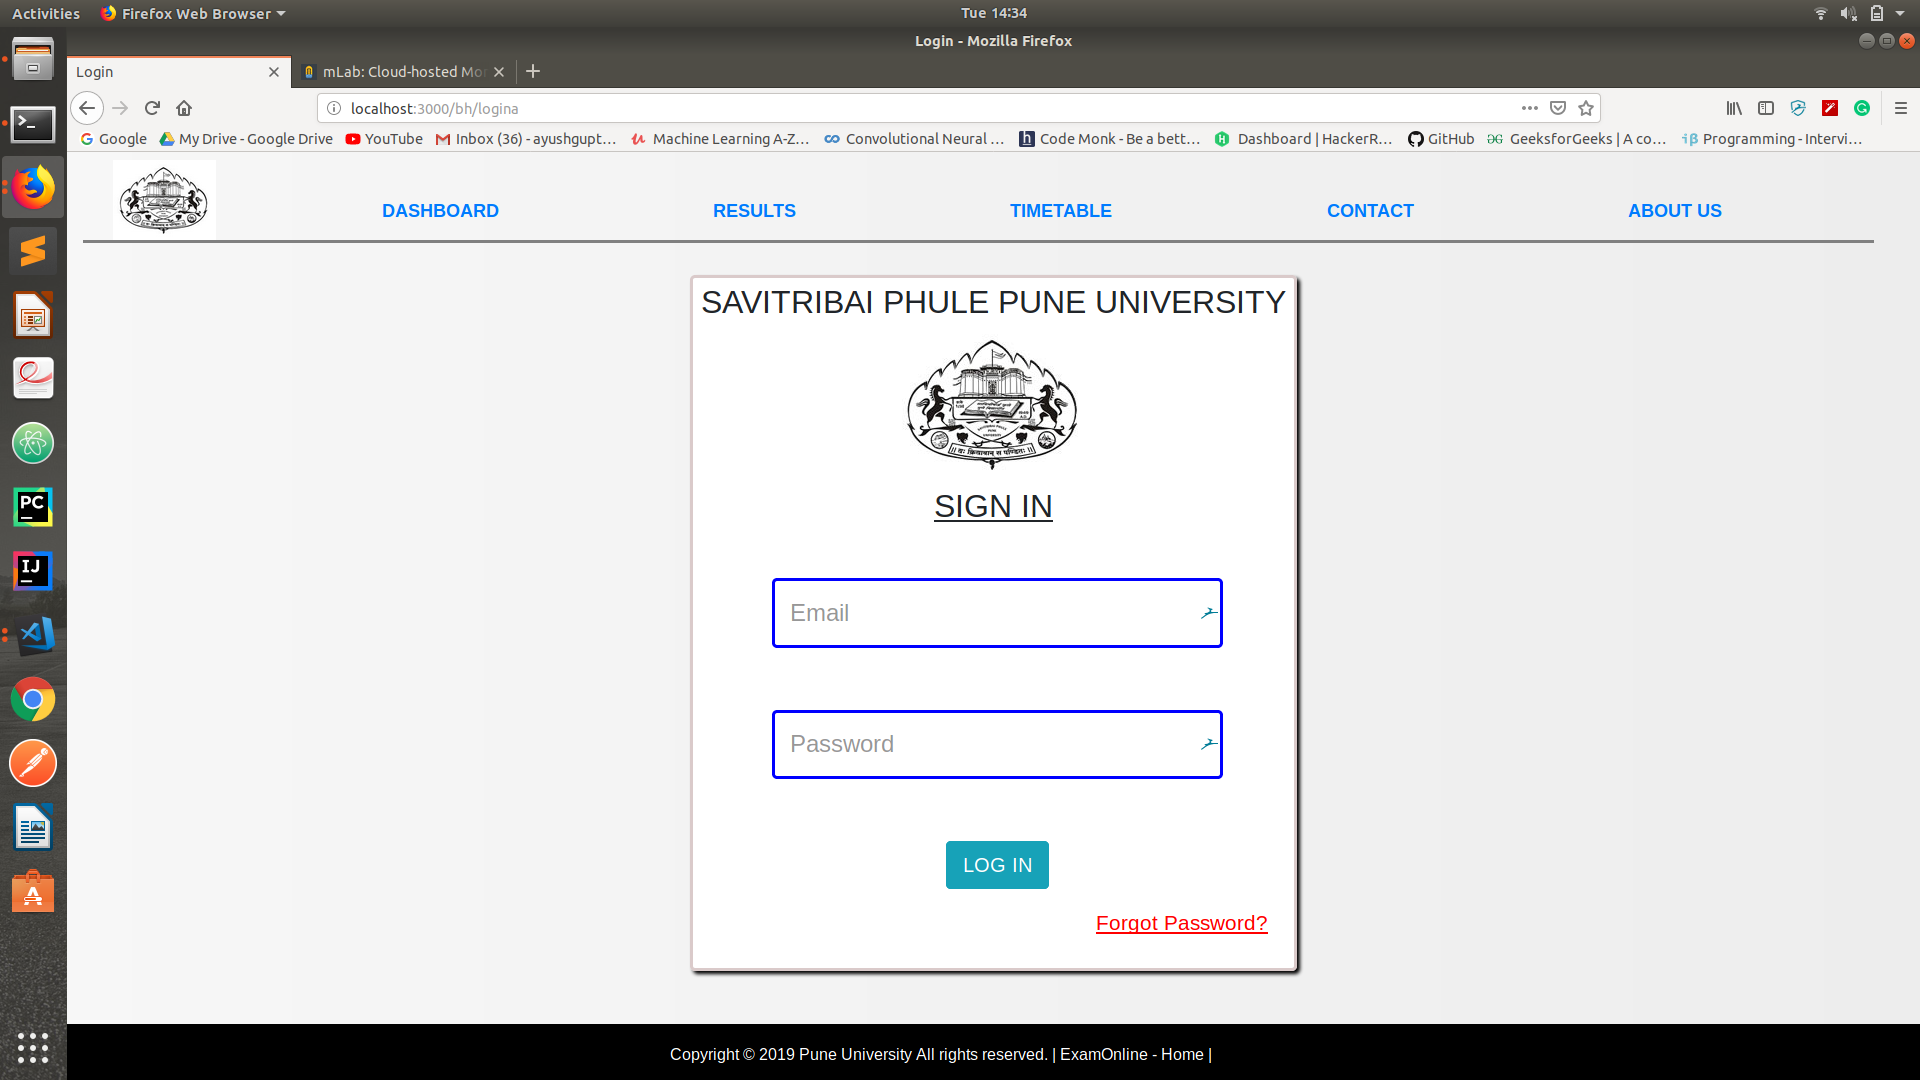 Activities Firefox Web Browser Tue 14:34
Login - Mozilla Firefox
Login mLab: Cloud-hosted Mo
localhost:3000/bh/logina
Google My Drive - Google Drive YouTube Inbox (36) - ayushgupt... Machine Learning A-Z... Convolutional Neural ... Code Monk - Be a bett... Dashboard | HackerR... GitHub GeeksforGeeks | A co... Programming - Intervi...
DASHBOARD RESULTS TIMETABLE CONTACT ABOUT US
SAVITRIBAI PHULE PUNE UNIVERSITY
|| यः क्रियावान् स पण्डितः ||
SIGN IN
Email
Password
LOG IN
Forgot Password?
Copyright © 2019 Pune University All rights reserved. | ExamOnline - Home |
PC
IJ